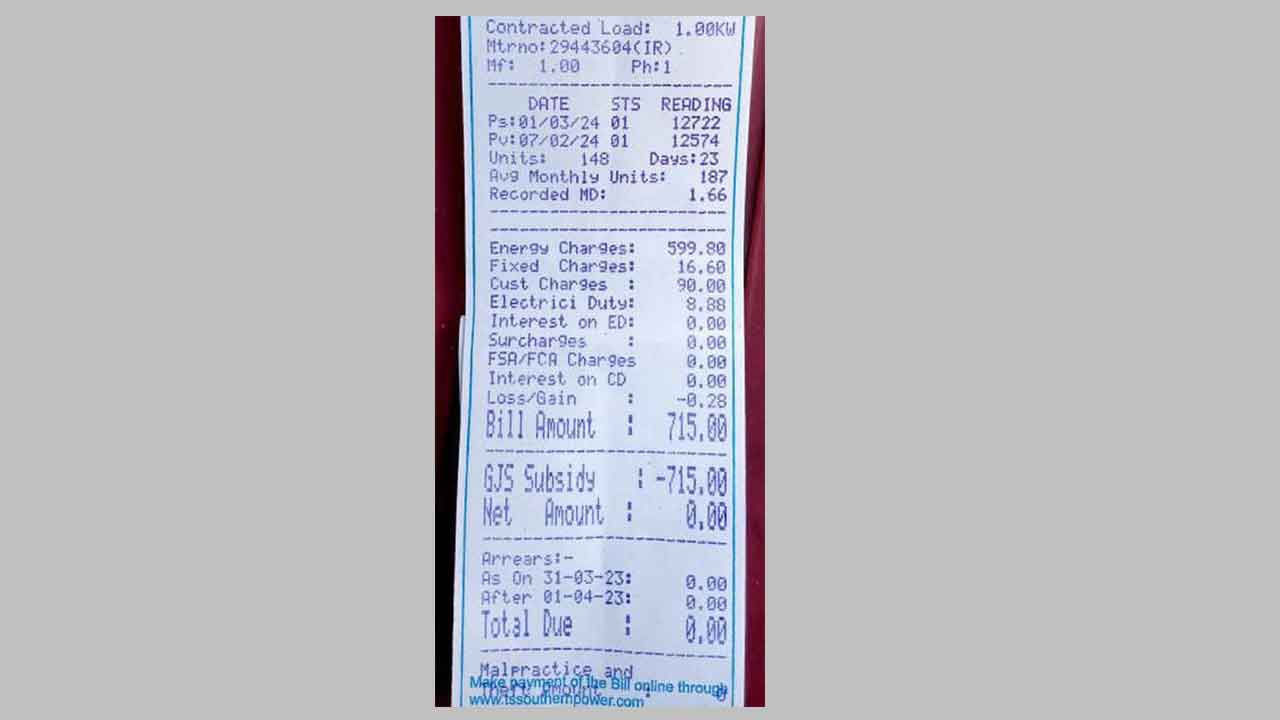 Contracted Load: 1.00KW
Mtrno:29443604(IR)
Mf: 1.00 Ph:1
DATE STS READING
Ps:01/03/24 01 12722
Pv:07/02/24 01 12574
Units: 148 Days:23
Avg Monthly Units: 187
Recorded MD: 1.66
Energy Charges: 599.80
Fixed Charges: 16.60
Cust Charges : 90.00
Electrici Duty: 8.88
Interest on ED: 0.00
Surcharges : 0.00
FSA/FCA Charges 0.00
Interest on CD 0.00
Loss/Gain : -0.28
Bill Amount : 715.00
GJS Subsidy : -715.00
Net Amount : 0.00
Arrears:-
As On 31-03-23: 0.00
After 01-04-23: 0.00
Total Due : 0.00
Malpractice and
Theft Amount : 0
Make payment of the Bill online through
www.tssouthernpower.com